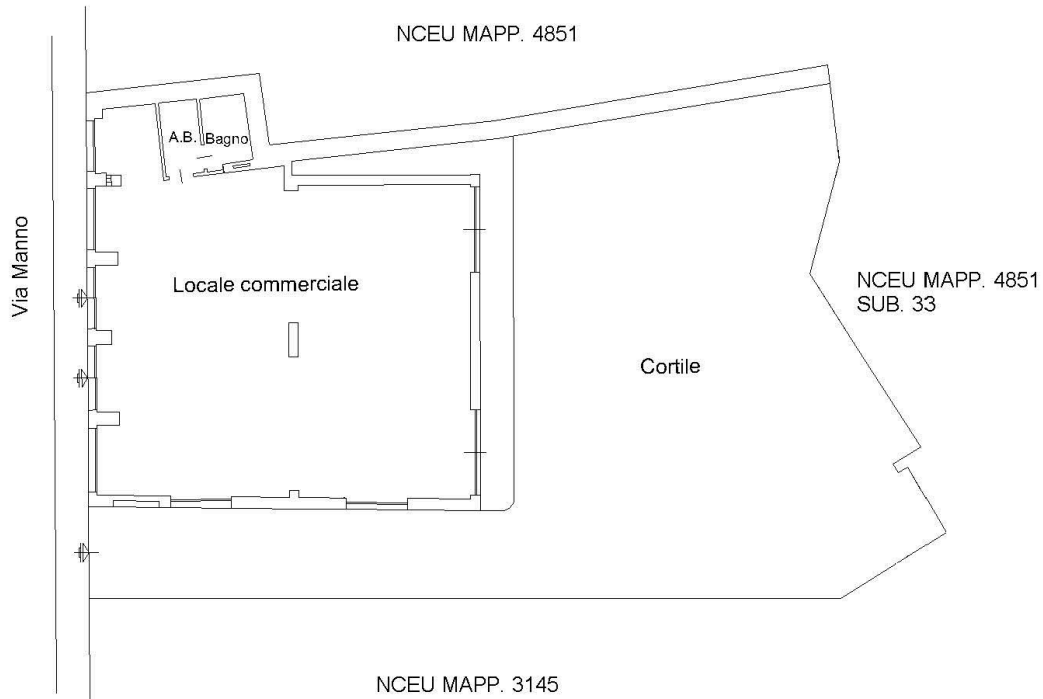 NCEU MAPP. 4851
A.B.
Bagno
Via Manno
Locale commerciale
NCEU MAPP. 4851
SUB. 33
Cortile
NCEU MAPP. 3145